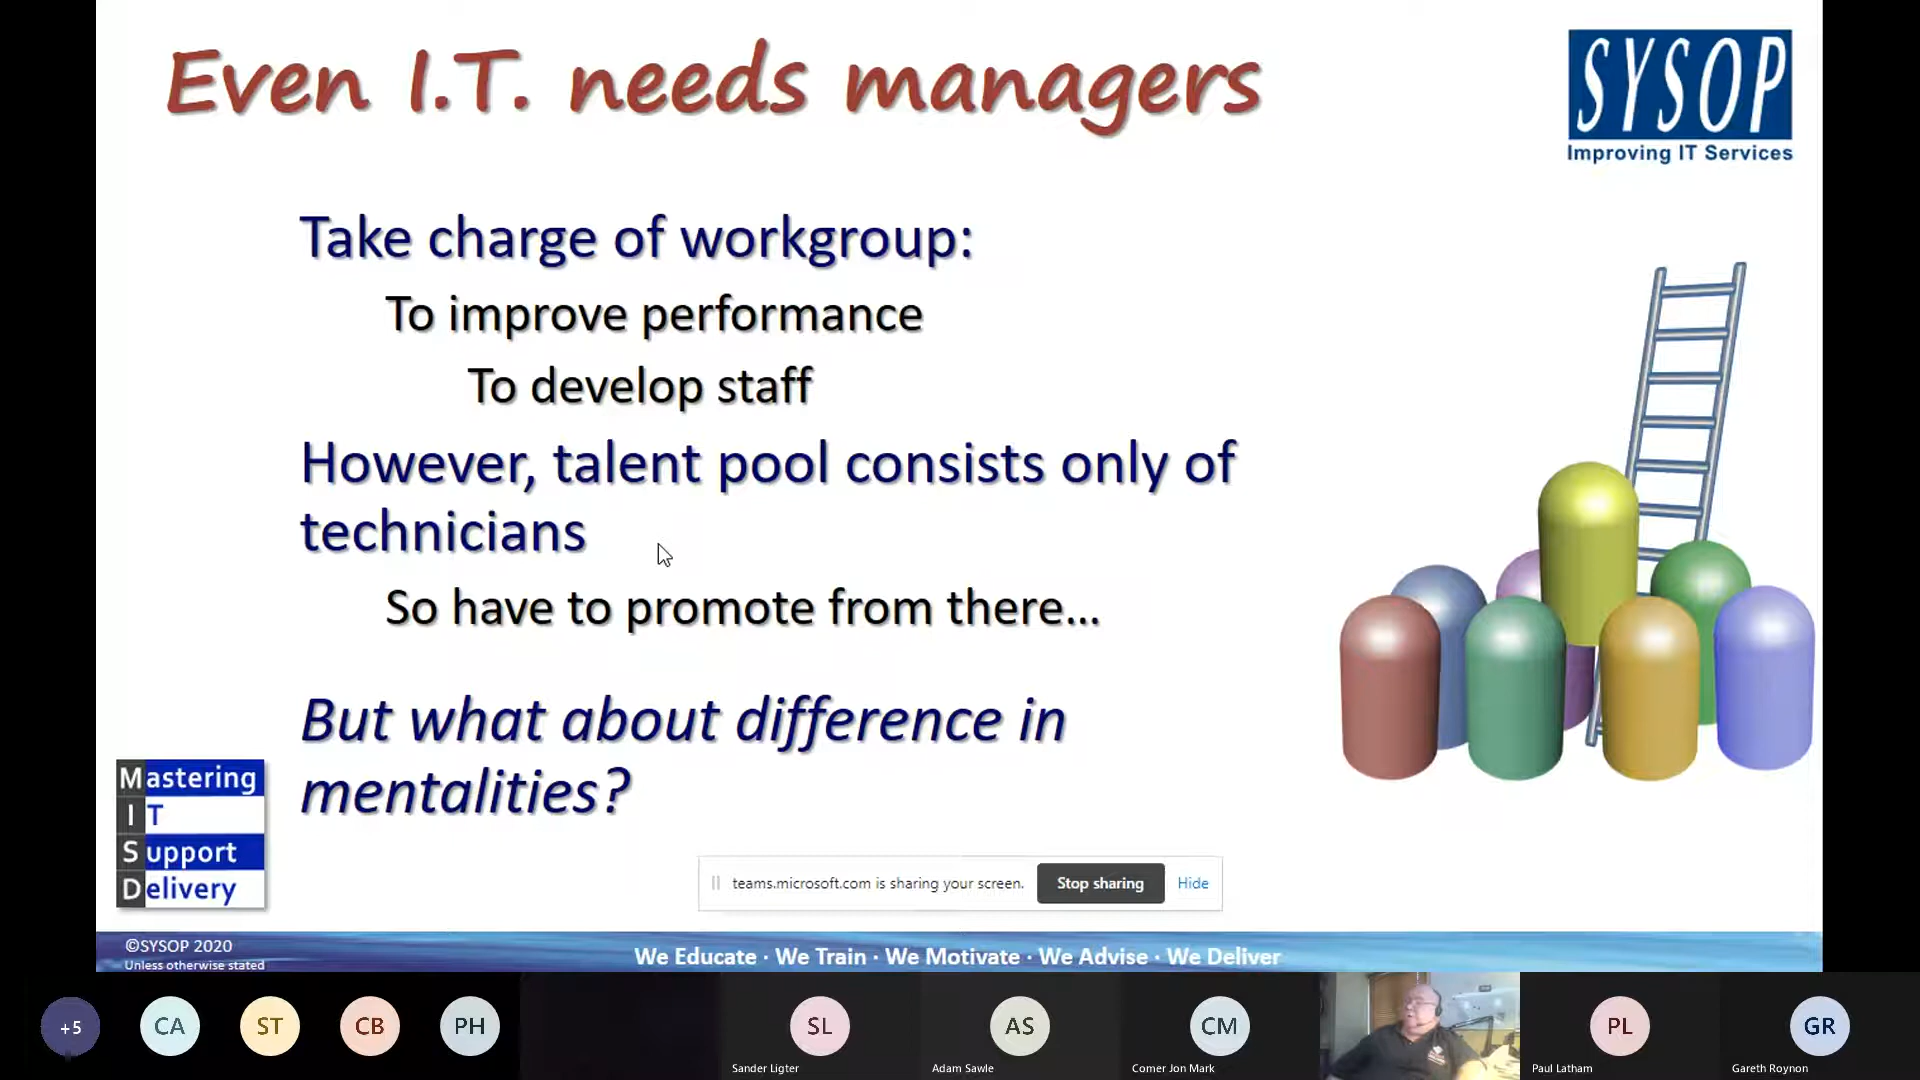 Even I.T. needs managers
SYSOP
Improving IT Services
Take charge of workgroup:
To improve performance
To develop staff
However, talent pool consists only of
technicians
So have to promote from there...
But what about difference in
mentalities?
Mastering
IT
Support
Delivery
teams.microsoft.com is sharing your screen.
Stop sharing
Hide
©SYSOP 2020
Unless otherwise stated
We Educate · We Train · We Motivate · We Advise · We Deliver
+5
CA
ST
CB
PH
SL
AS
CM
PL
GR
Sander Ligter
Adam Sawle
Comer Jon Mark
Paul Latham
Gareth Roynon